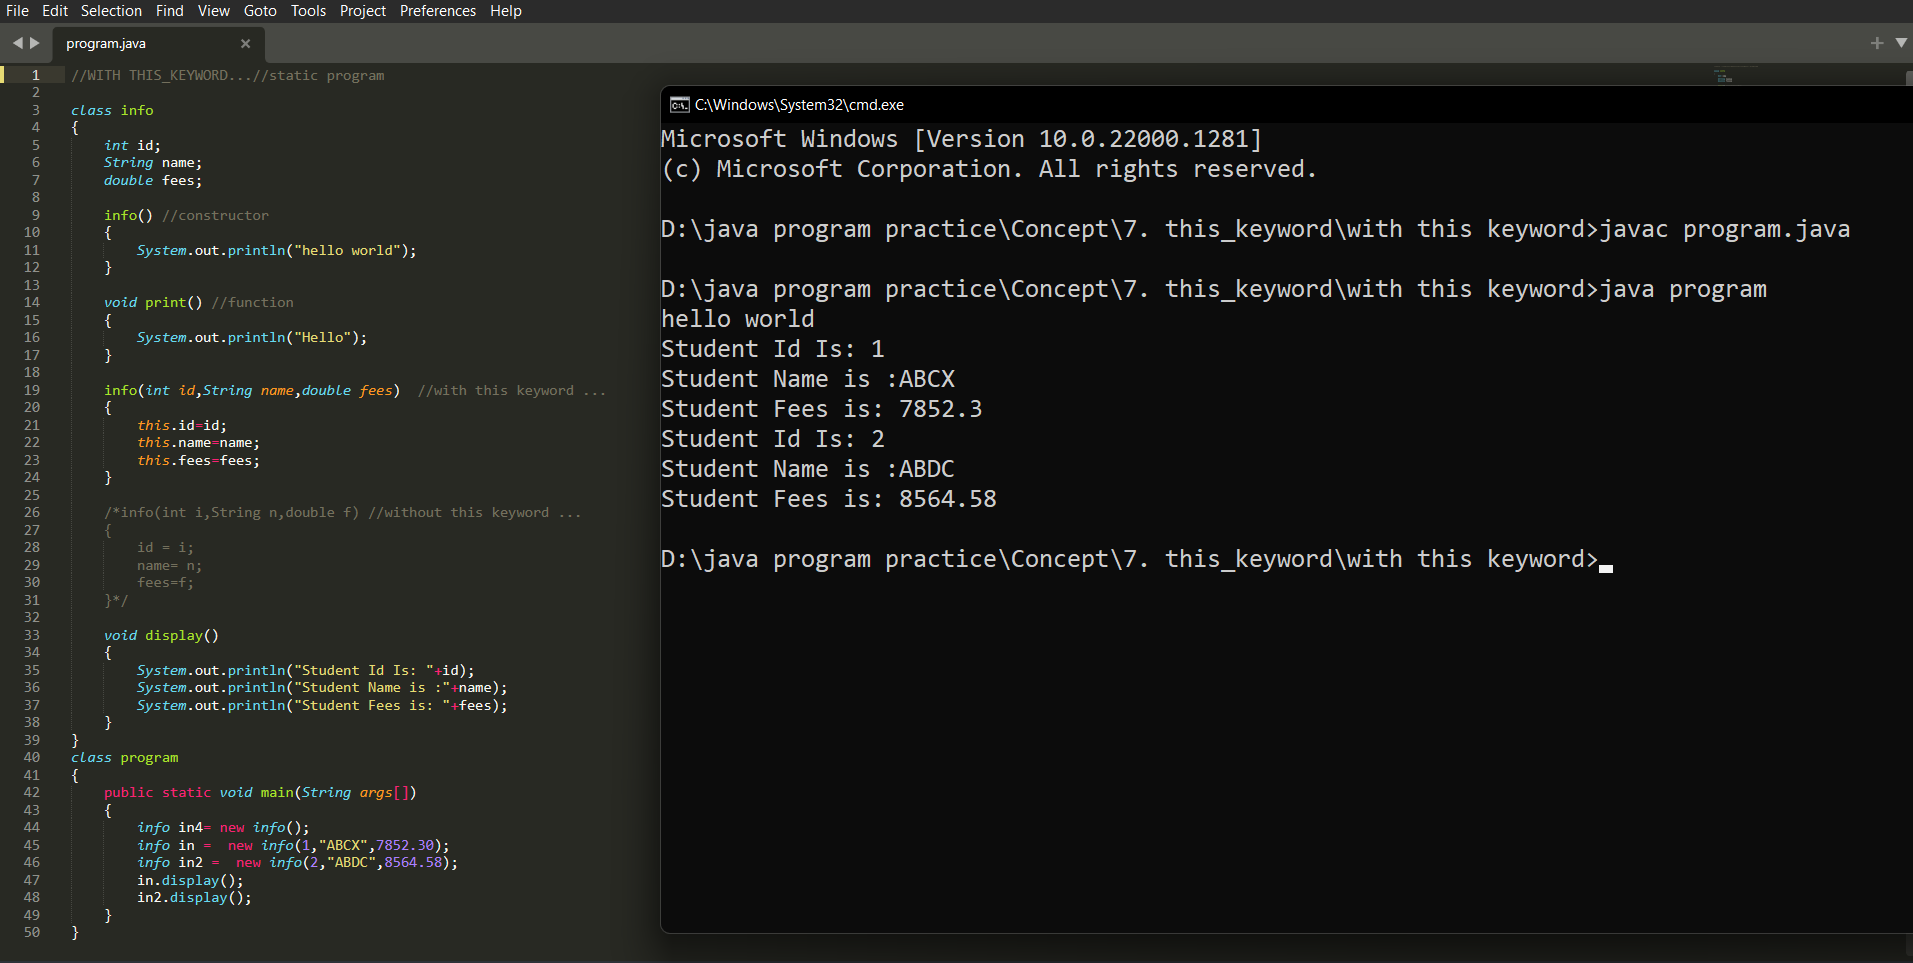 File Edit Selection Find View Goto Tools Project Preferences Help
program.java
1 //WITH THIS_KEYWORD...//static program
2
3 class info
4 {
5 int id;
6 String name;
7 double fees;
8
9 info() //constructor
10 {
11 System.out.println("hello world");
12 }
13
14 void print() //function
15 {
16 System.out.println("Hello");
17 }
18
19 info(int id,String name,double fees)  //with this keyword ...
20 {
21 this.id=id;
22 this.name=name;
23 this.fees=fees;
24 }
25
26 /*info(int i,String n,double f) //without this keyword ...
27 {
28 id = i;
29 name= n;
30 fees=f;
31 }*/
32
33 void display()
34 {
35 System.out.println("Student Id Is: "+id);
36 System.out.println("Student Name is :"+name);
37 System.out.println("Student Fees is: "+fees);
38 }
39 }
40 class program
41 {
42 public static void main(String args[])
43 {
44 info in4= new info();
45 info in =  new info(1,"ABCX",7852.30);
46 info in2 =  new info(2,"ABDC",8564.58);
47 in.display();
48 in2.display();
49 }
50 }
C:\Windows\System32\cmd.exe
Microsoft Windows [Version 10.0.22000.1281]
(c) Microsoft Corporation. All rights reserved.
D:\java program practice\Concept\7. this_keyword\with this keyword>javac program.java
D:\java program practice\Concept\7. this_keyword\with this keyword>java program
hello world
Student Id Is: 1
Student Name is :ABCX
Student Fees is: 7852.3
Student Id Is: 2
Student Name is :ABDC
Student Fees is: 8564.58
D:\java program practice\Concept\7. this_keyword\with this keyword>